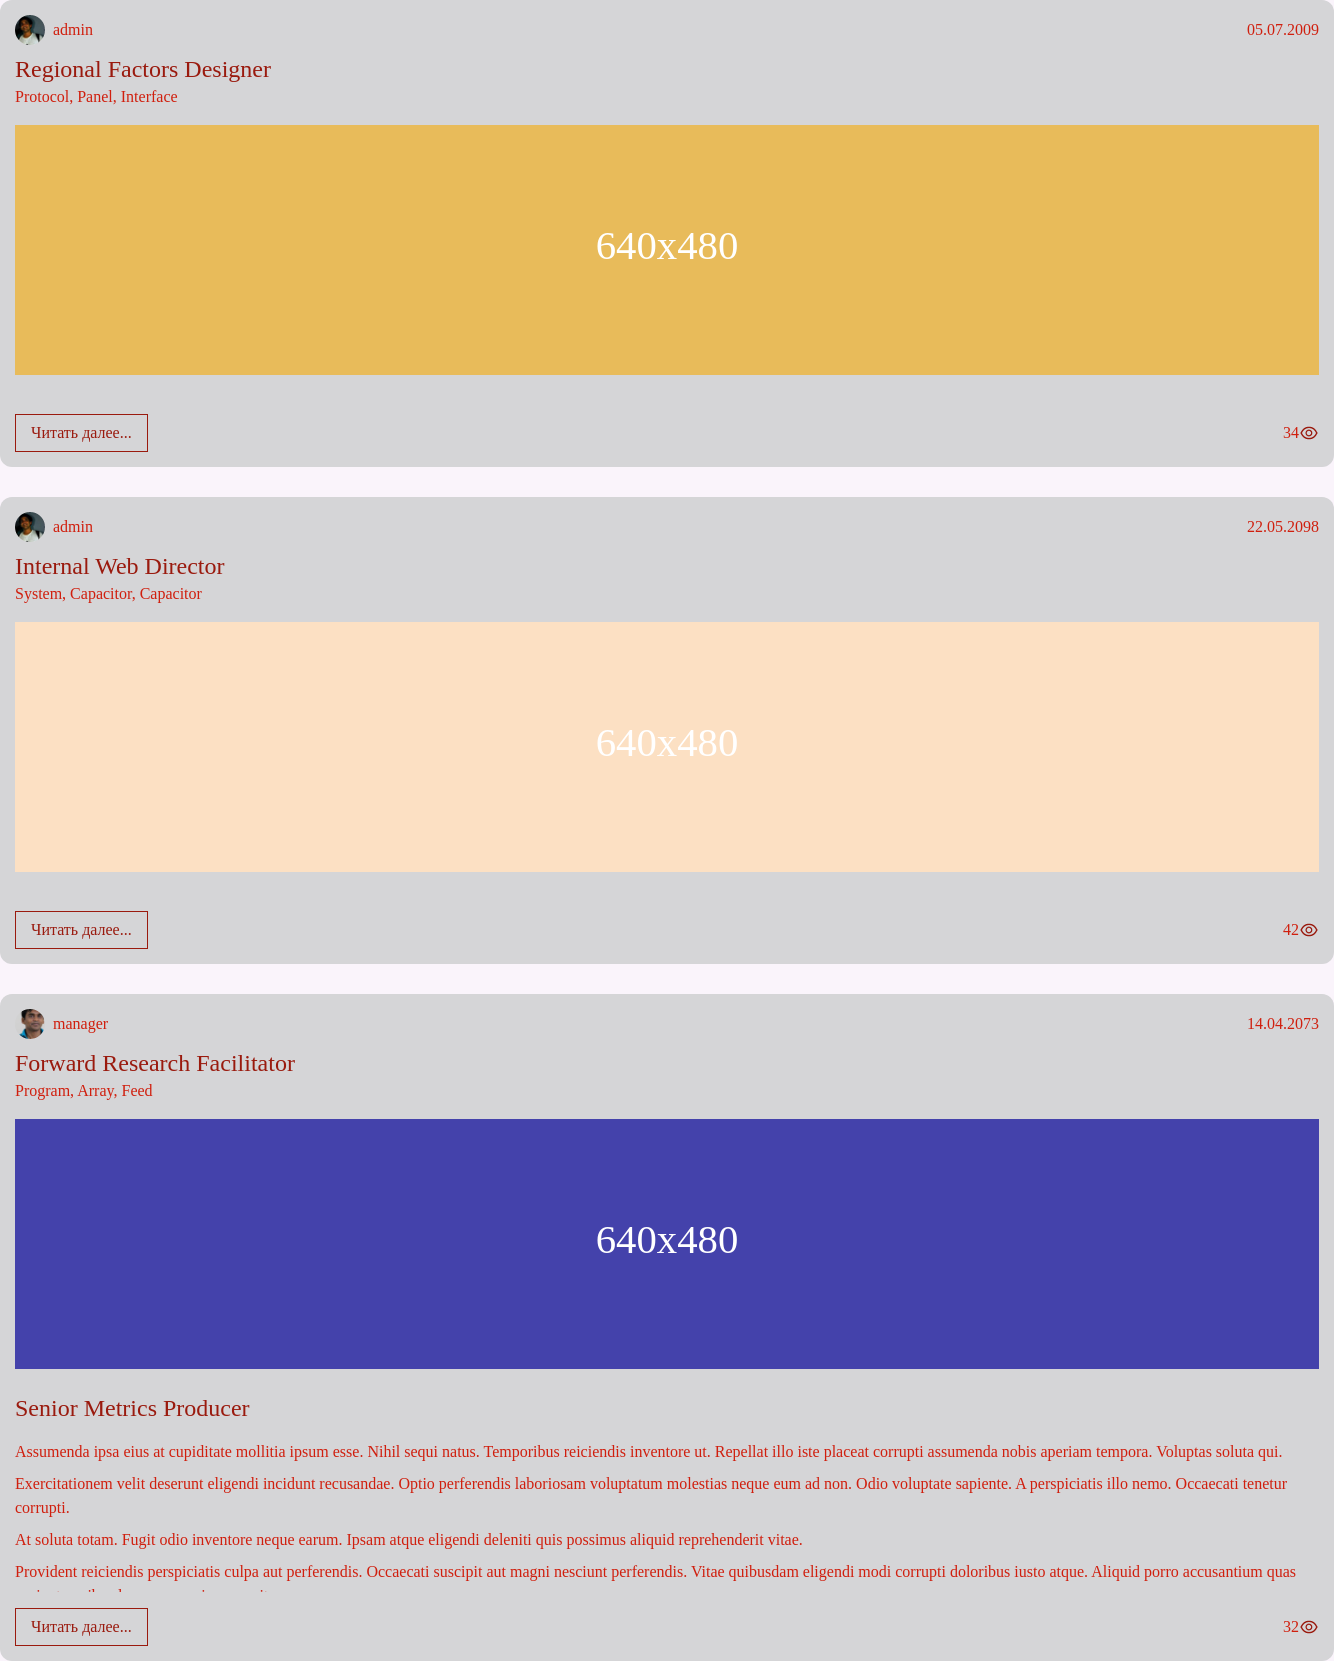 admin
05.07.2009
Regional Factors Designer
Protocol, Panel, Interface
640x480
Читать далее...
34
admin
22.05.2098
Internal Web Director
System, Capacitor, Capacitor
640x480
Читать далее...
42
manager
14.04.2073
Forward Research Facilitator
Program, Array, Feed
640x480
Senior Metrics Producer
Assumenda ipsa eius at cupiditate mollitia ipsum esse. Nihil sequi natus. Temporibus reiciendis inventore ut. Repellat illo iste placeat corrupti assumenda nobis aperiam tempora. Voluptas soluta qui.
Exercitationem velit deserunt eligendi incidunt recusandae. Optio perferendis laboriosam voluptatum molestias neque eum ad non. Odio voluptate sapiente. A perspiciatis illo nemo. Occaecati tenetur
corrupti.
At soluta totam. Fugit odio inventore neque earum. Ipsam atque eligendi deleniti quis possimus aliquid reprehenderit vitae.
Provident reiciendis perspiciatis culpa aut perferendis. Occaecati suscipit aut magni nesciunt perferendis. Vitae quibusdam eligendi modi corrupti doloribus iusto atque. Aliquid porro accusantium quas
Читать далее...
32